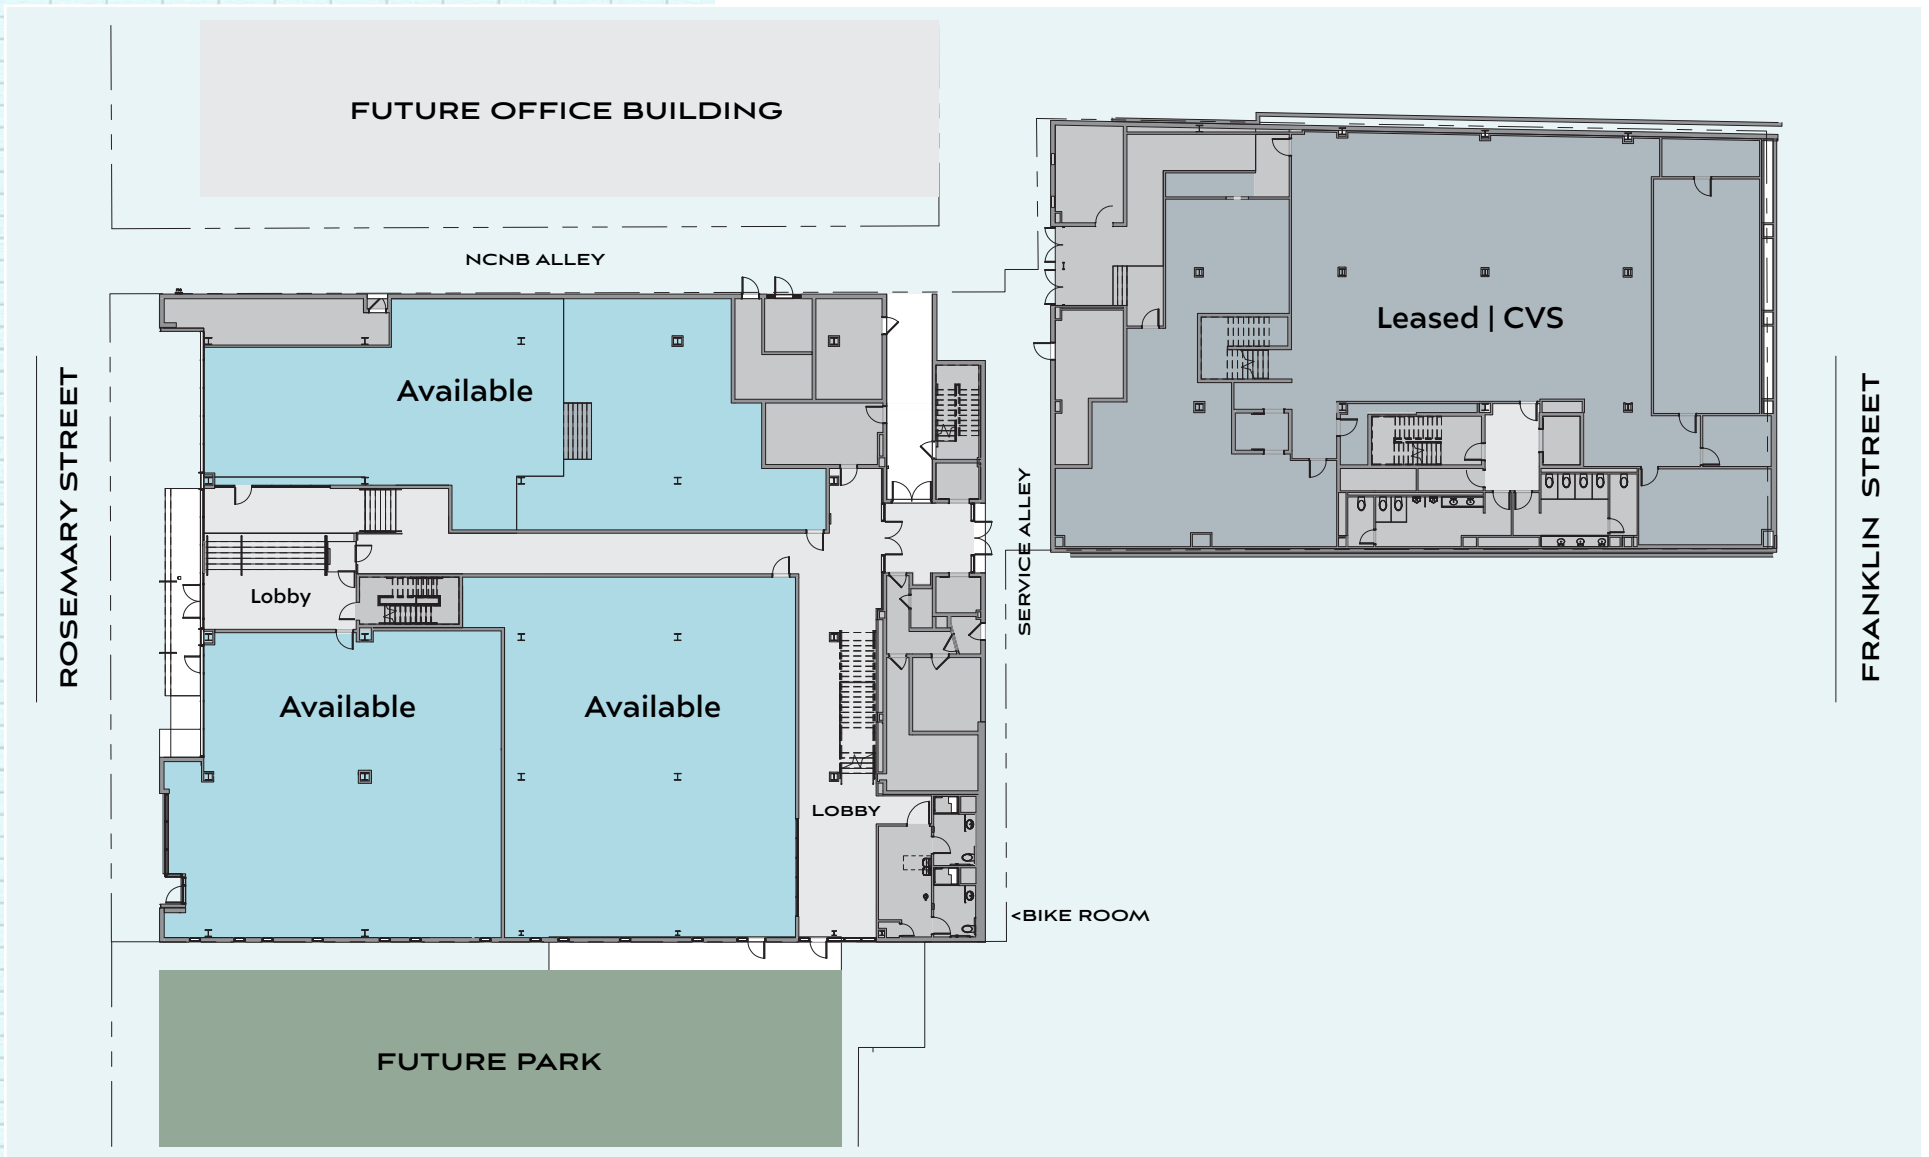 FUTURE OFFICE BUILDING
NCNB ALLEY
Available
Leased | CVS
ROSEMARY STREET
FRANKLIN STREET
SERVICE ALLEY
Lobby
Available
Available
LOBBY
<BIKE ROOM
FUTURE PARK